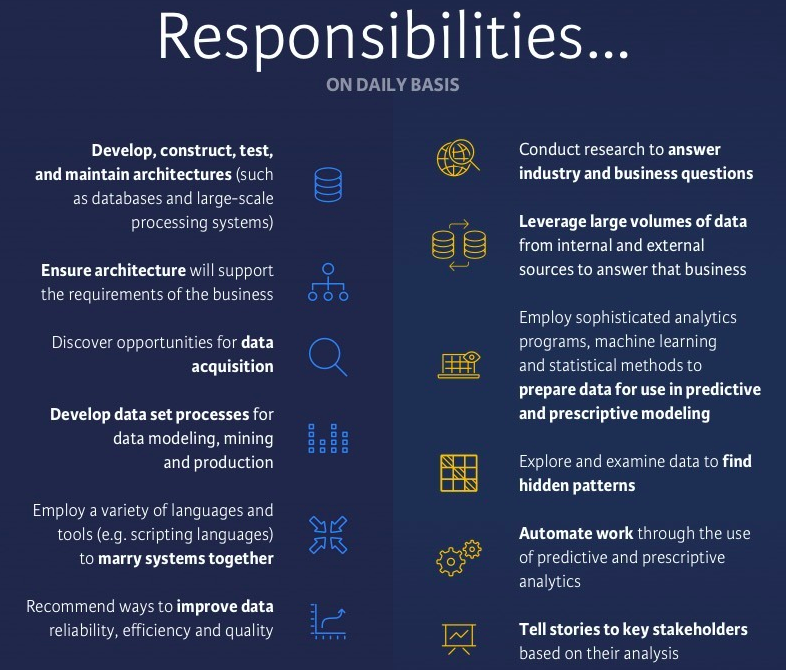 Responsibilities...
ON DAILY BASIS
Develop, construct, test,
and maintain architectures (such
as databases and large-scale
processing systems)
Ensure architecture will support
the requirements of the business
Discover opportunities for data
acquisition
Develop data set processes for
data modeling, mining
and production
Employ a variety of languages and
tools (e.g. scripting languages)
to marry systems together
Recommend ways to improve data
reliability, efficiency and quality
Conduct research to answer
industry and business questions
Leverage large volumes of data
from internal and external
sources to answer that business
Employ sophisticated analytics
programs, machine learning
and statistical methods to
prepare data for use in predictive
and prescriptive modeling
Explore and examine data to find
hidden patterns
Automate work through the use
of predictive and prescriptive
analytics
Tell stories to key stakeholders
based on their analysis